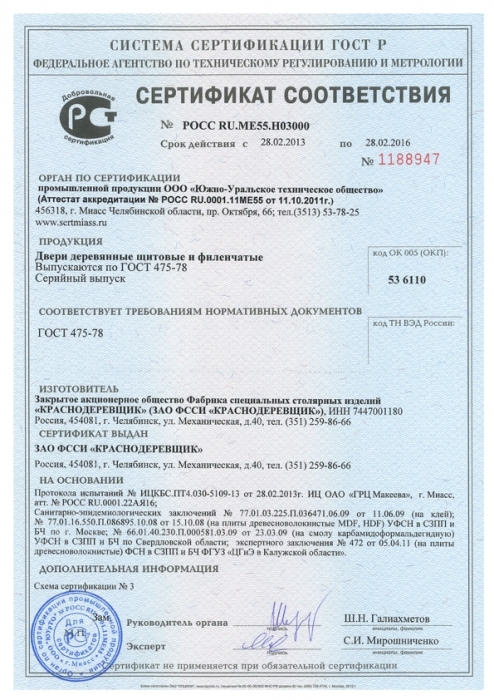 СИСТЕМА СЕРТИФИКАЦИИ ГОСТ Р
ФЕДЕРАЛЬНОЕ АГЕНТСТВО ПО ТЕХНИЧЕСКОМУ РЕГУЛИРОВАНИЮ И МЕТРОЛОГИИ
Добровольная
сертификация
СЕРТИФИКАТ СООТВЕТСТВИЯ
№ РОСС RU.МЕ55.Н03000
Срок действия с 28.02.2013 по 28.02.2016
№ 1188947
ОРГАН ПО СЕРТИФИКАЦИИ
промышленной продукции ООО «Южно-Уральское техническое общество»
(Аттестат аккредитации № РОСС RU.0001.11МЕ55 от 11.10.2011г.)
456318, г. Миасс Челябинской области, пр. Октября, 66; тел.(3513) 53-78-25
www.sertmiass.ru
ПРОДУКЦИЯ
Двери деревянные щитовые и филенчатые
Выпускаются по ГОСТ 475-78
Серийный выпуск
код ОК 005 (ОКП):
53 6110
СООТВЕТСТВУЕТ ТРЕБОВАНИЯМ НОРМАТИВНЫХ ДОКУМЕНТОВ
ГОСТ 475-78
код ТН ВЭД России:
ИЗГОТОВИТЕЛЬ
Закрытое акционерное общество Фабрика специальных столярных изделий
«КРАСНОДЕРЕВЩИК» (ЗАО ФССИ «КРАСНОДЕРЕВЩИК»), ИНН 7447001180
Россия, 454081, г. Челябинск, ул. Механическая, д.40, тел. (351) 259-86-66
СЕРТИФИКАТ ВЫДАН
ЗАО ФССИ «КРАСНОДЕРЕВЩИК»
Россия, 454081, г. Челябинск, ул. Механическая, д.40, тел. (351) 259-86-66
НА ОСНОВАНИИ
Протокола испытаний № ИЦКБС.ПТ4.030-5109-13 от 28.02.2013г. ИЦ ОАО «ГРЦ Макеева», г. Миасс,
атт. № РОСС RU.0001.22АЯ16;
Санитарно-эпидемиологических заключений № 77.01.03.225.П.036471.06.09 от 11.06.09 (на клей);
№ 77.01.16.550.П.086895.10.08 от 15.10.08 (на плиты древесноволокнистые MDF, HDF) УФСН в СЗПП и
БЧ по г. Москве; № 66.01.40.230.П.000581.03.09 от 23.03.09 (на смолу карбамидоформальдегидную)
УФСН в СЗПП и БЧ по Свердловской области; экспертного заключения № 472 от 05.04.11 (на плиты
древесноволокнистые) ФСН в СЗПП и БЧ ФГУЗ «ЦГиЭ в Калужской области».
ДОПОЛНИТЕЛЬНАЯ ИНФОРМАЦИЯ
Схема сертификации № 3
Для
М.П.
Руководитель органа
подпись
Ш.Н. Галиахметов
инициалы, фамилия
Эксперт
подпись
С.И. Мирошниченко
инициалы, фамилия
Сертификат не применяется при обязательной сертификации